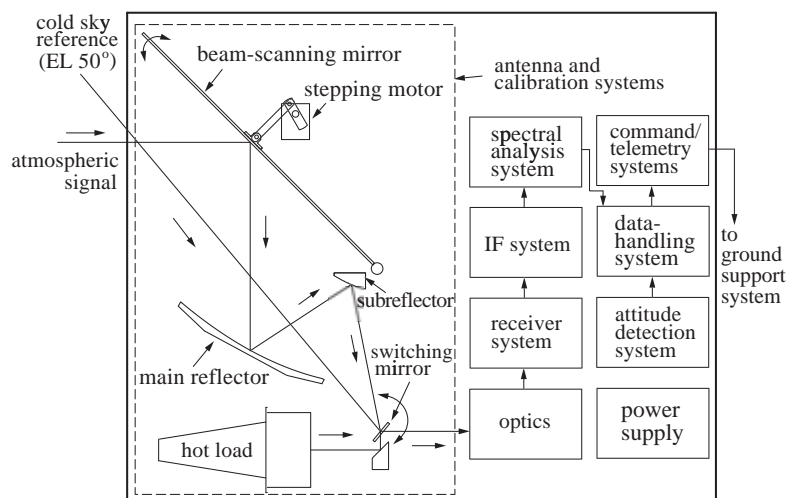 cold sky
reference
(EL 50°)
beam-scanning mirror
stepping motor
antenna and
calibration systems
atmospheric
signal
spectral
analysis
system
command/
telemetry
systems
IF system
data-
handling
system
to
ground
support
system
subreflector
receiver
system
attitude
detection
system
main reflector
switching
mirror
hot load
optics
power
supply